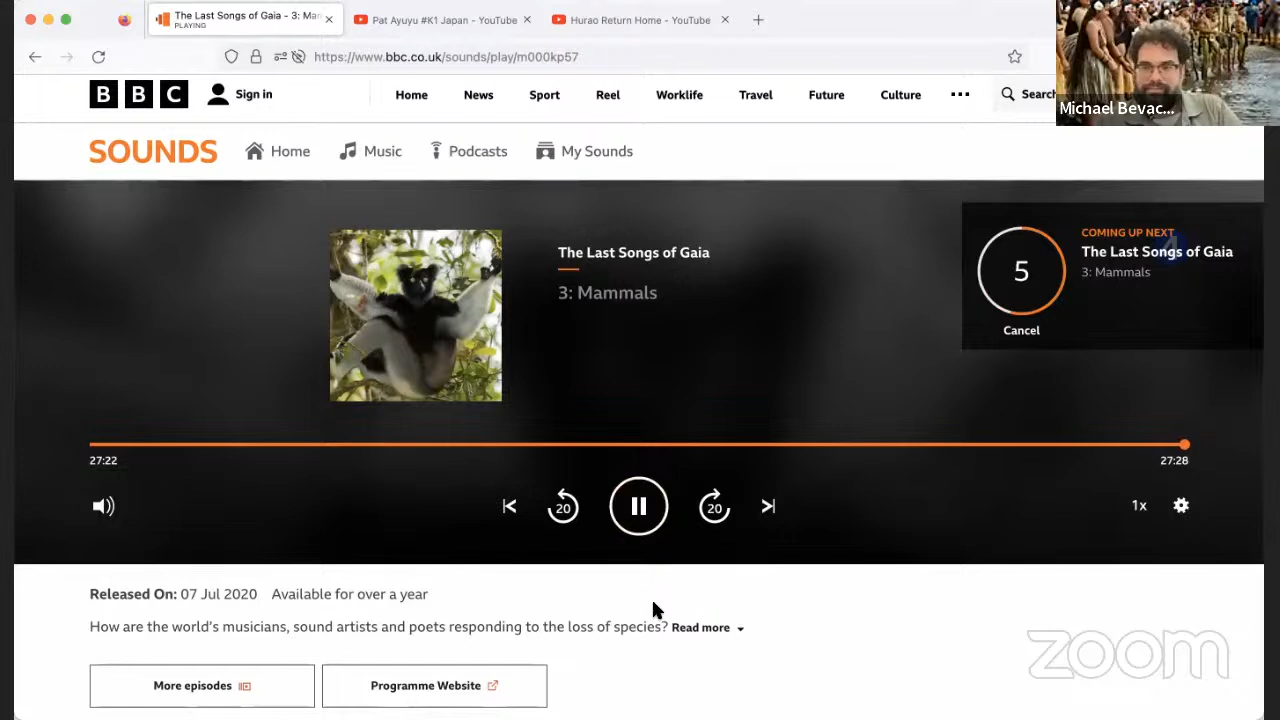 The Last Songs of Gaia - 3: Mam
PLAYING
Pat Ayuyu #K1 Japan - YouTube
Hurao Return Home - YouTube
https://www.bbc.co.uk/sounds/play/m000kp57
BBC
Sign in
Home
News
Sport
Reel
Worklife
Travel
Future
Culture
Search
Michael Bevac...
SOUNDS
Home
Music
Podcasts
My Sounds
The Last Songs of Gaia
3: Mammals
5
COMING UP NEXT
The Last Songs of Gaia
3: Mammals
Cancel
27:22
27:28
20
20
1x
Released On: 07 Jul 2020 Available for over a year
How are the world's musicians, sound artists and poets responding to the loss of species? Read more
More episodes
Programme Website
zoom